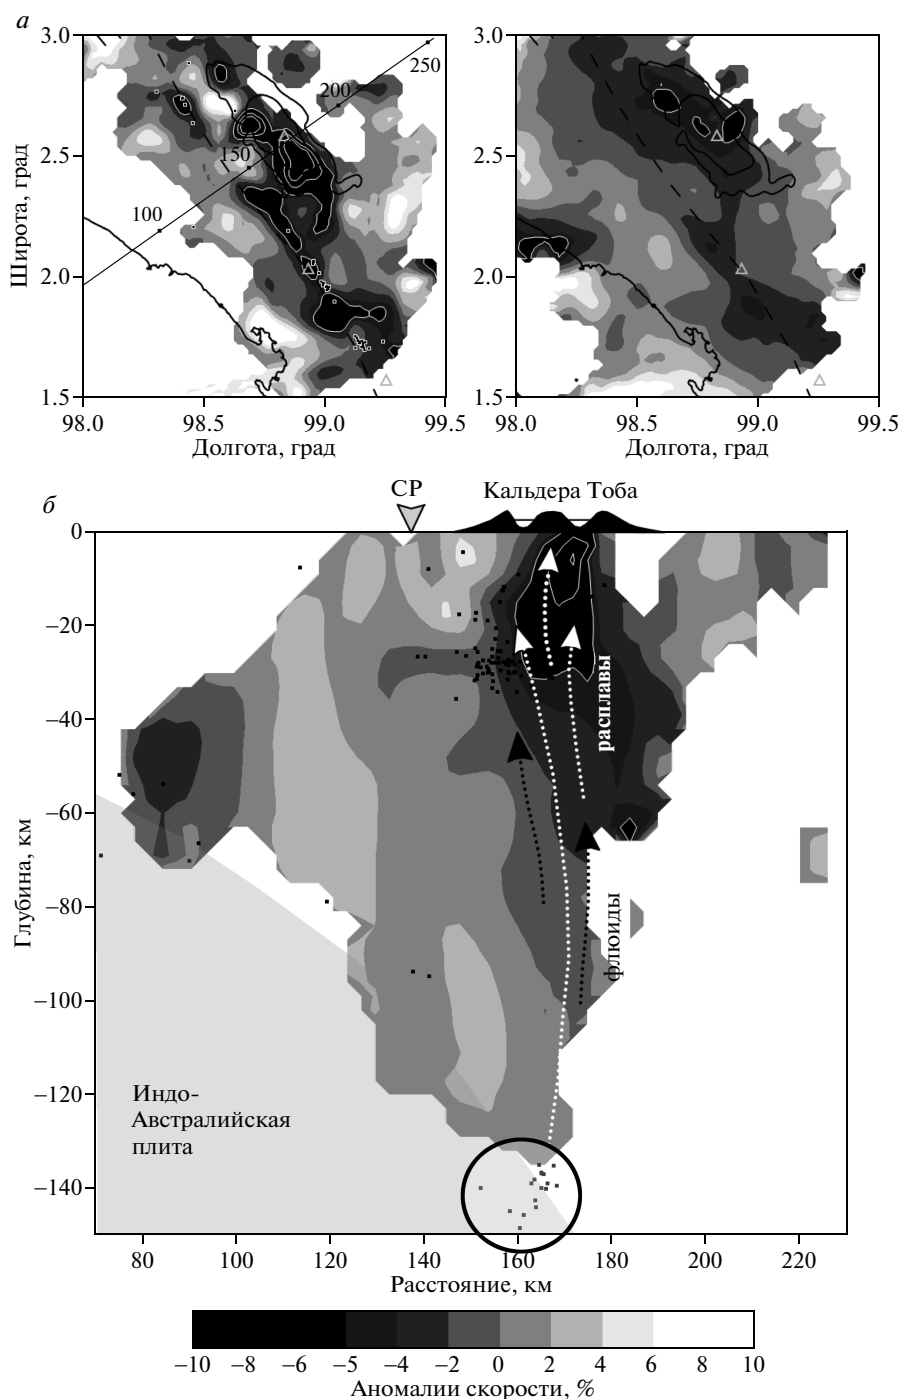 а
3.0
2.5
2.0
1.5
Широта, град
250
200
150
100
98.0 98.5 99.0 99.5
Долгота, град
3.0
2.5
2.0
1.5
98.0 98.5 99.0 99.5
Долгота, град
б
СР
Кальдера Тоба
0
−20
−40
−60
−80
−100
−120
−140
Глубина, км
расплавы
флюиды
Индо-
Австралийская
плита
80 100 120 140 160 180 200 220
Расстояние, км
−10 −8 −6 −5 −4 −2 0 2 4 6 8 10
Аномалии скорости, %